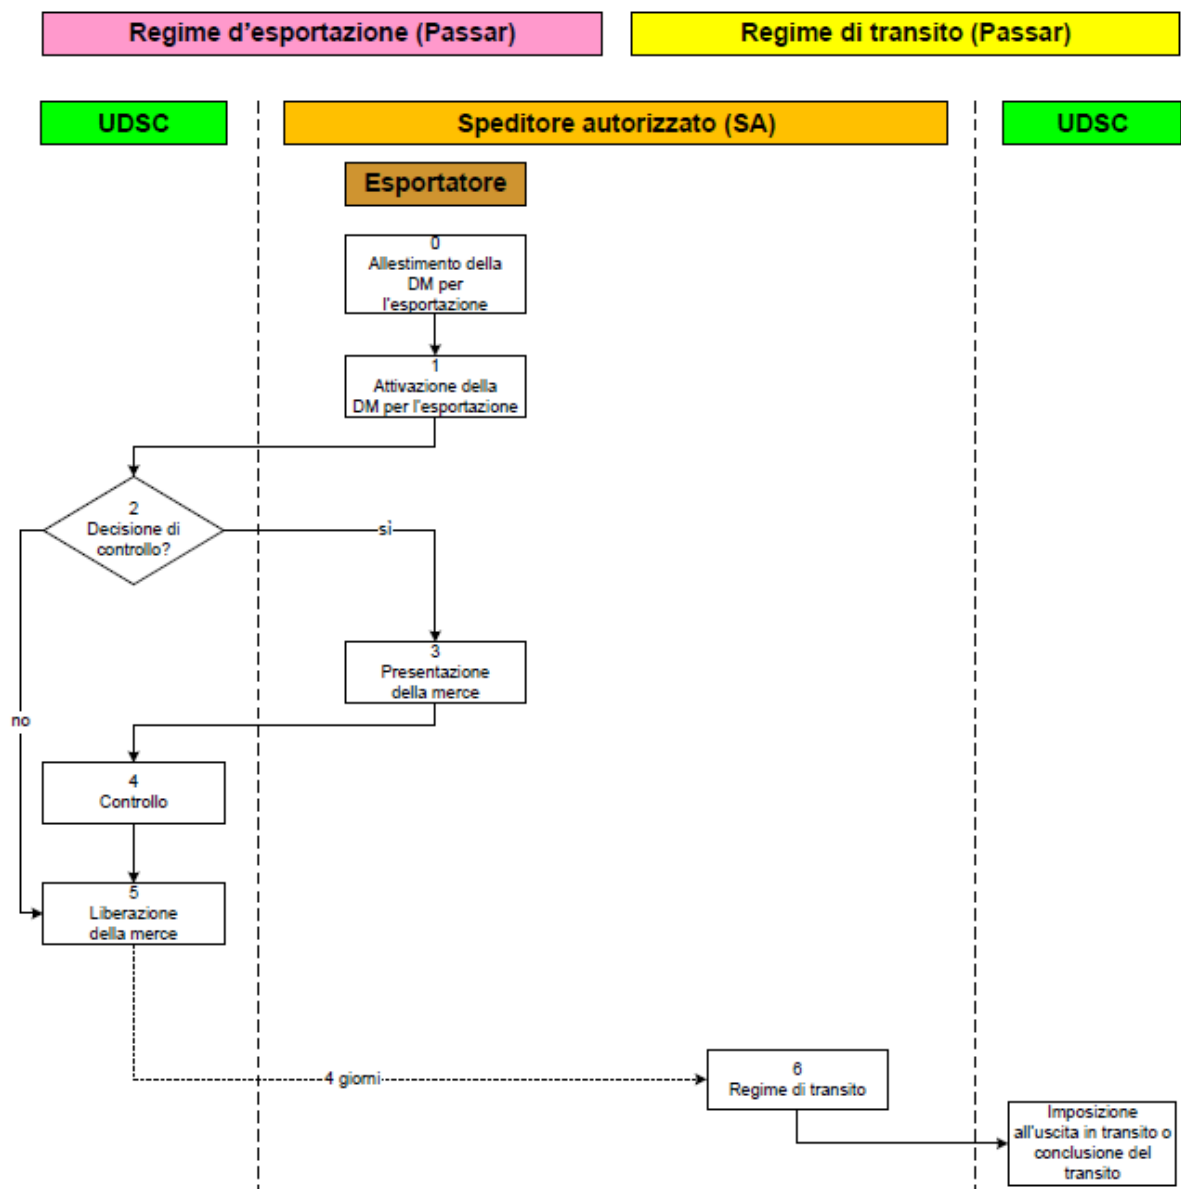 Regime d'esportazione (Passar)
Regime di transito (Passar)
UDSC
Speditore autorizzato (SA)
UDSC
Esportatore
0
Allestimento della
DM per
l'esportazione
1
Attivazione della
DM per l'esportazione
2
Decisione di
controllo?
sì
3
Presentazione
della merce
no
4
Controllo
5
Liberazione
della merce
4 giorni
6
Regime di transito
Imposizione
all'uscita in transito o
conclusione del
transito